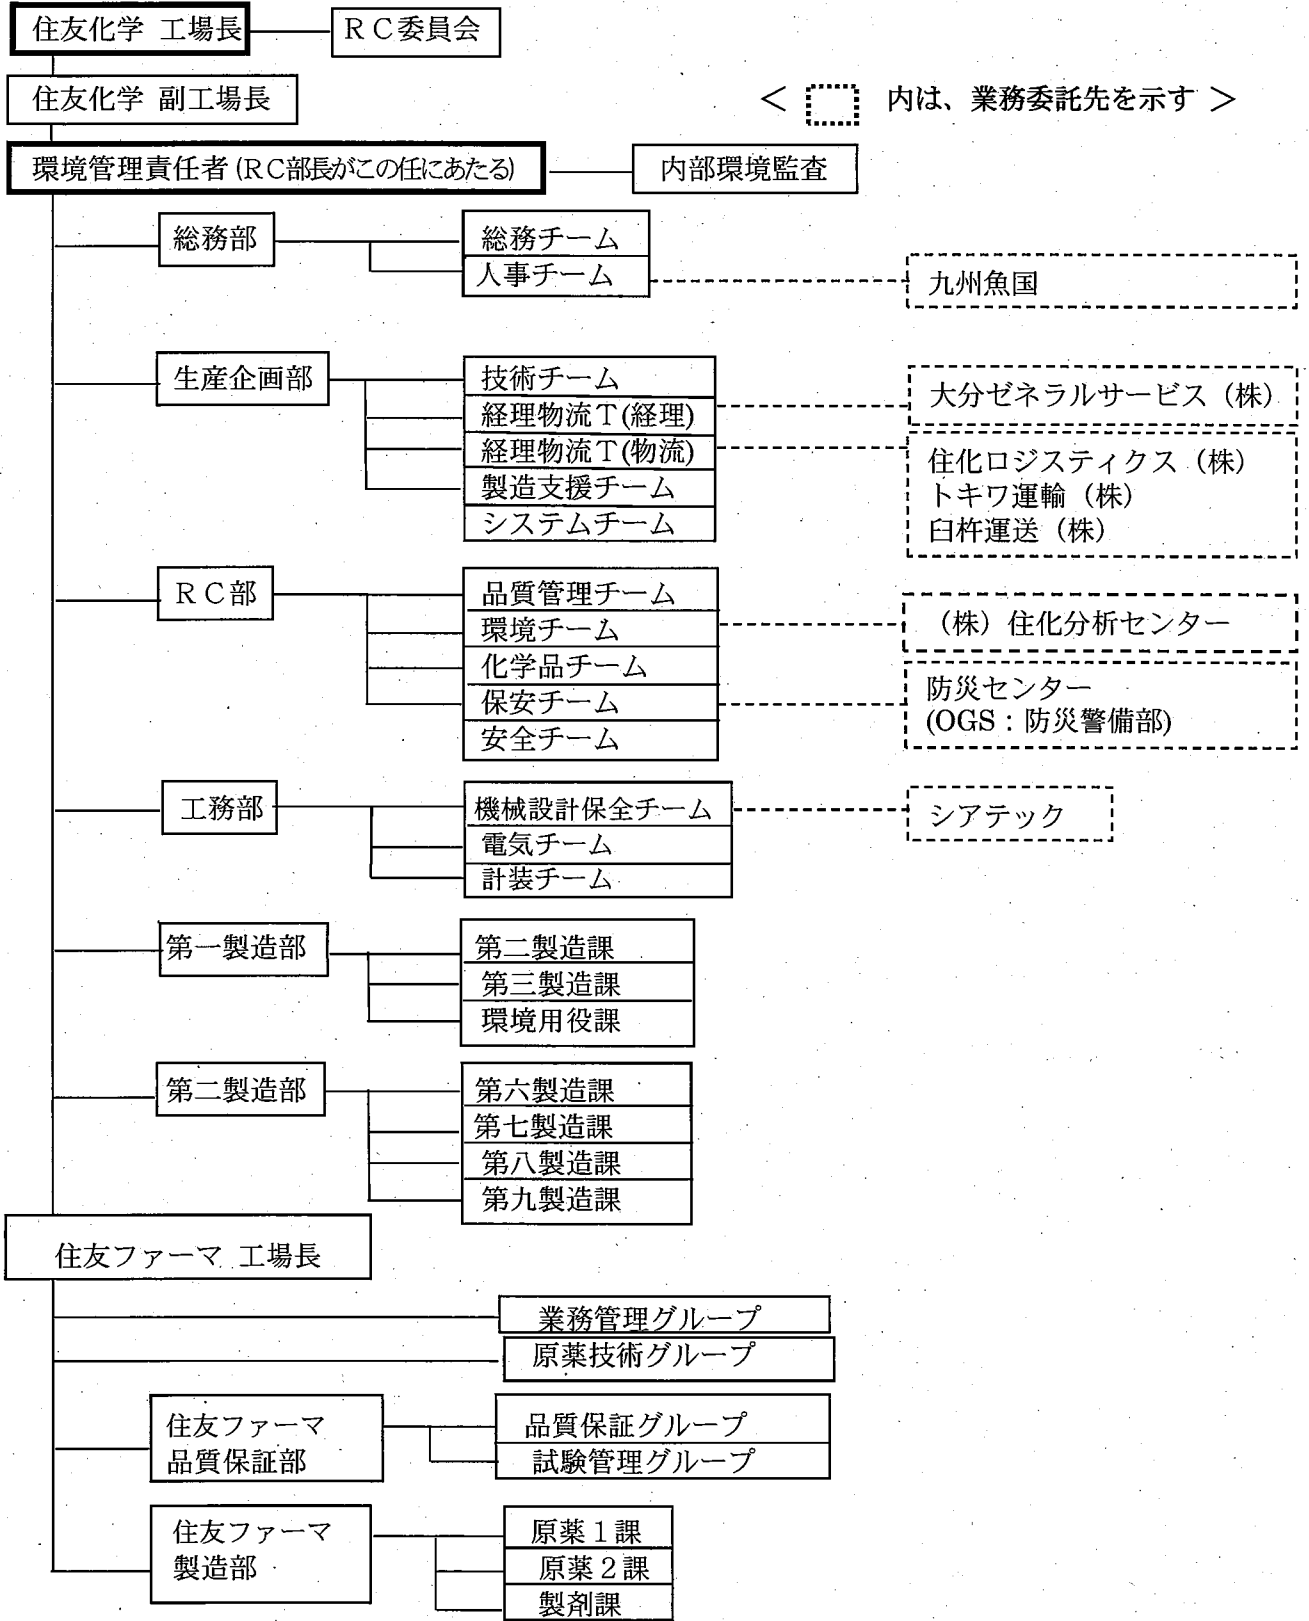 住友化学 工場長
ＲＣ委員会
住友化学 副工場長
＜ 内は、業務委託先を示す ＞
環境管理責任者 (ＲＣ部長がこの任にあたる)
内部環境監査
総務部
総務チーム
人事チーム
九州魚国
生産企画部
技術チーム
経理物流Ｔ(経理)
経理物流Ｔ(物流)
製造支援チーム
システムチーム
大分ゼネラルサービス（株）
住化ロジスティクス（株）
トキワ運輸（株）
臼杵運送（株）
ＲＣ部
品質管理チーム
環境チーム
化学品チーム
保安チーム
安全チーム
（株）住化分析センター
防災センター
(OGS：防災警備部)
工務部
機械設計保全チーム
電気チーム
計装チーム
シアテック
第一製造部
第二製造課
第三製造課
環境用役課
第二製造部
第六製造課
第七製造課
第八製造課
第九製造課
住友ファーマ 工場長
業務管理グループ
原薬技術グループ
住友ファーマ
品質保証部
品質保証グループ
試験管理グループ
住友ファーマ
製造部
原薬１課
原薬２課
製剤課